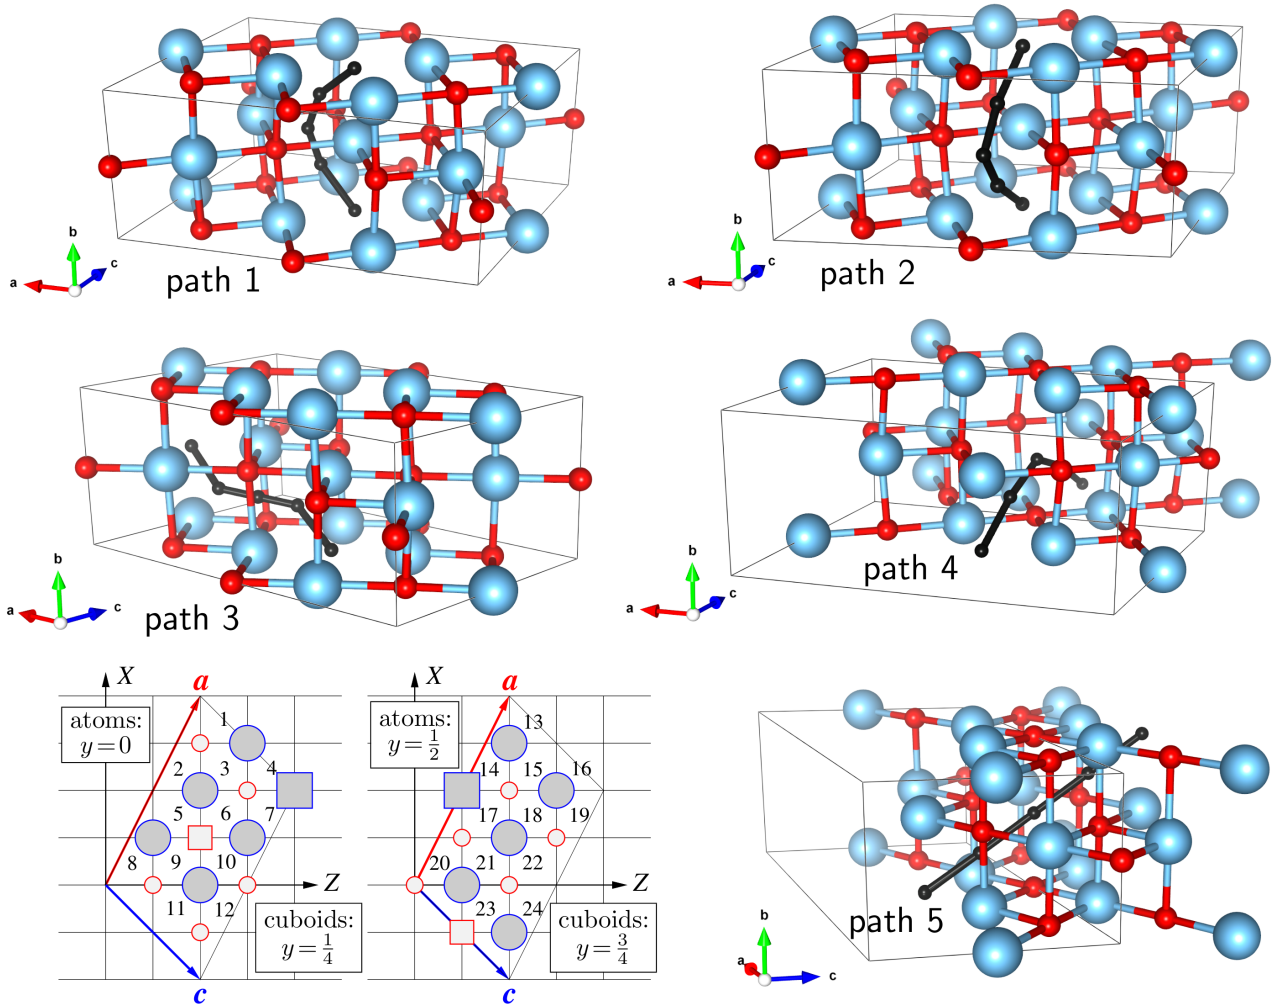 b
c
a
path 1
b
c
a
path 2
b
c
a
path 3
b
c
a
path 4
X
a
atoms:
y=0
1
2
3
4
5
6
7
8
9
10
11
12
Z
cuboids:
y=1/4
c
X
a
atoms:
y=1/2
13
14
15
16
17
18
19
20
21
22
23
24
Z
cuboids:
y=3/4
c
path 5
b
a
c